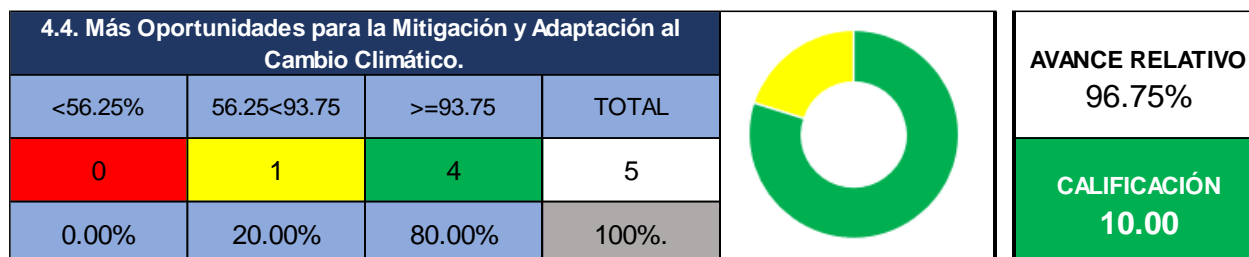 4.4. Más Oportunidades para la Mitigación y Adaptación al
Cambio Climático.
<56.25% 56.25<93.75 >=93.75 TOTAL
0 1 4 5
0.00% 20.00% 80.00% 100%.
AVANCE RELATIVO
96.75%
CALIFICACIÓN
10.00